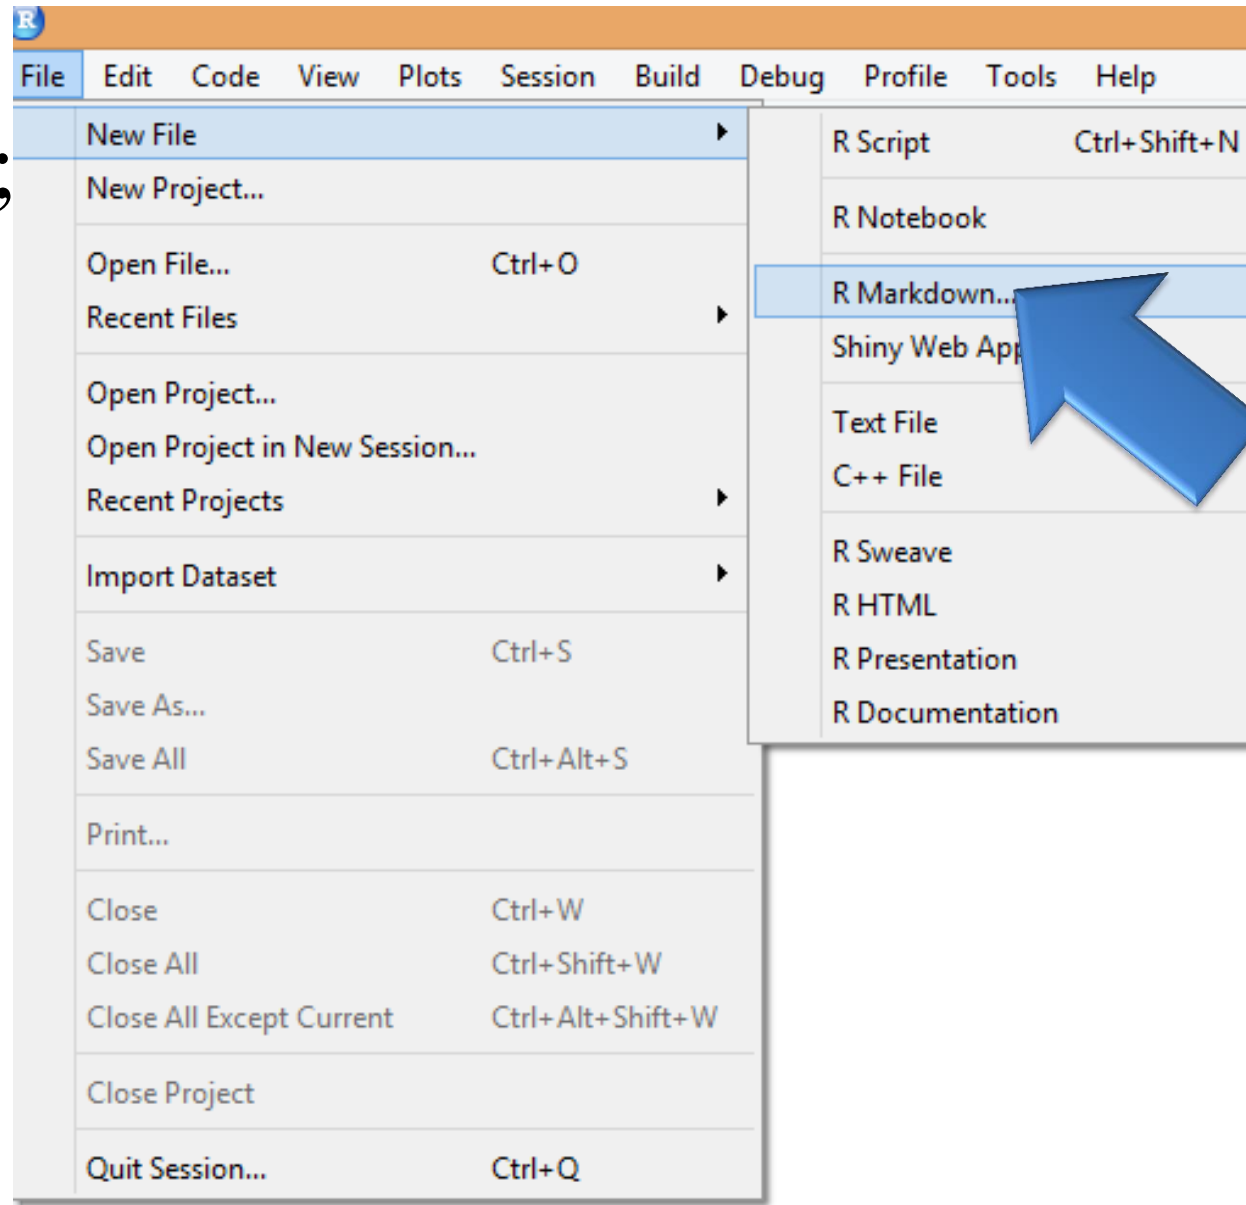 R
File Edit Code View Plots Session Build Debug Profile Tools Help
New File
New Project...
Open File... Ctrl+O
Recent Files
Open Project...
Open Project in New Session...
Recent Projects
Import Dataset
Save Ctrl+S
Save As...
Save All Ctrl+Alt+S
Print...
Close Ctrl+W
Close All Ctrl+Shift+W
Close All Except Current Ctrl+Alt+Shift+W
Close Project
Quit Session... Ctrl+Q
R Script Ctrl+Shift+N
R Notebook
R Markdown...
Shiny Web App
Text File
C++ File
R Sweave
R HTML
R Presentation
R Documentation